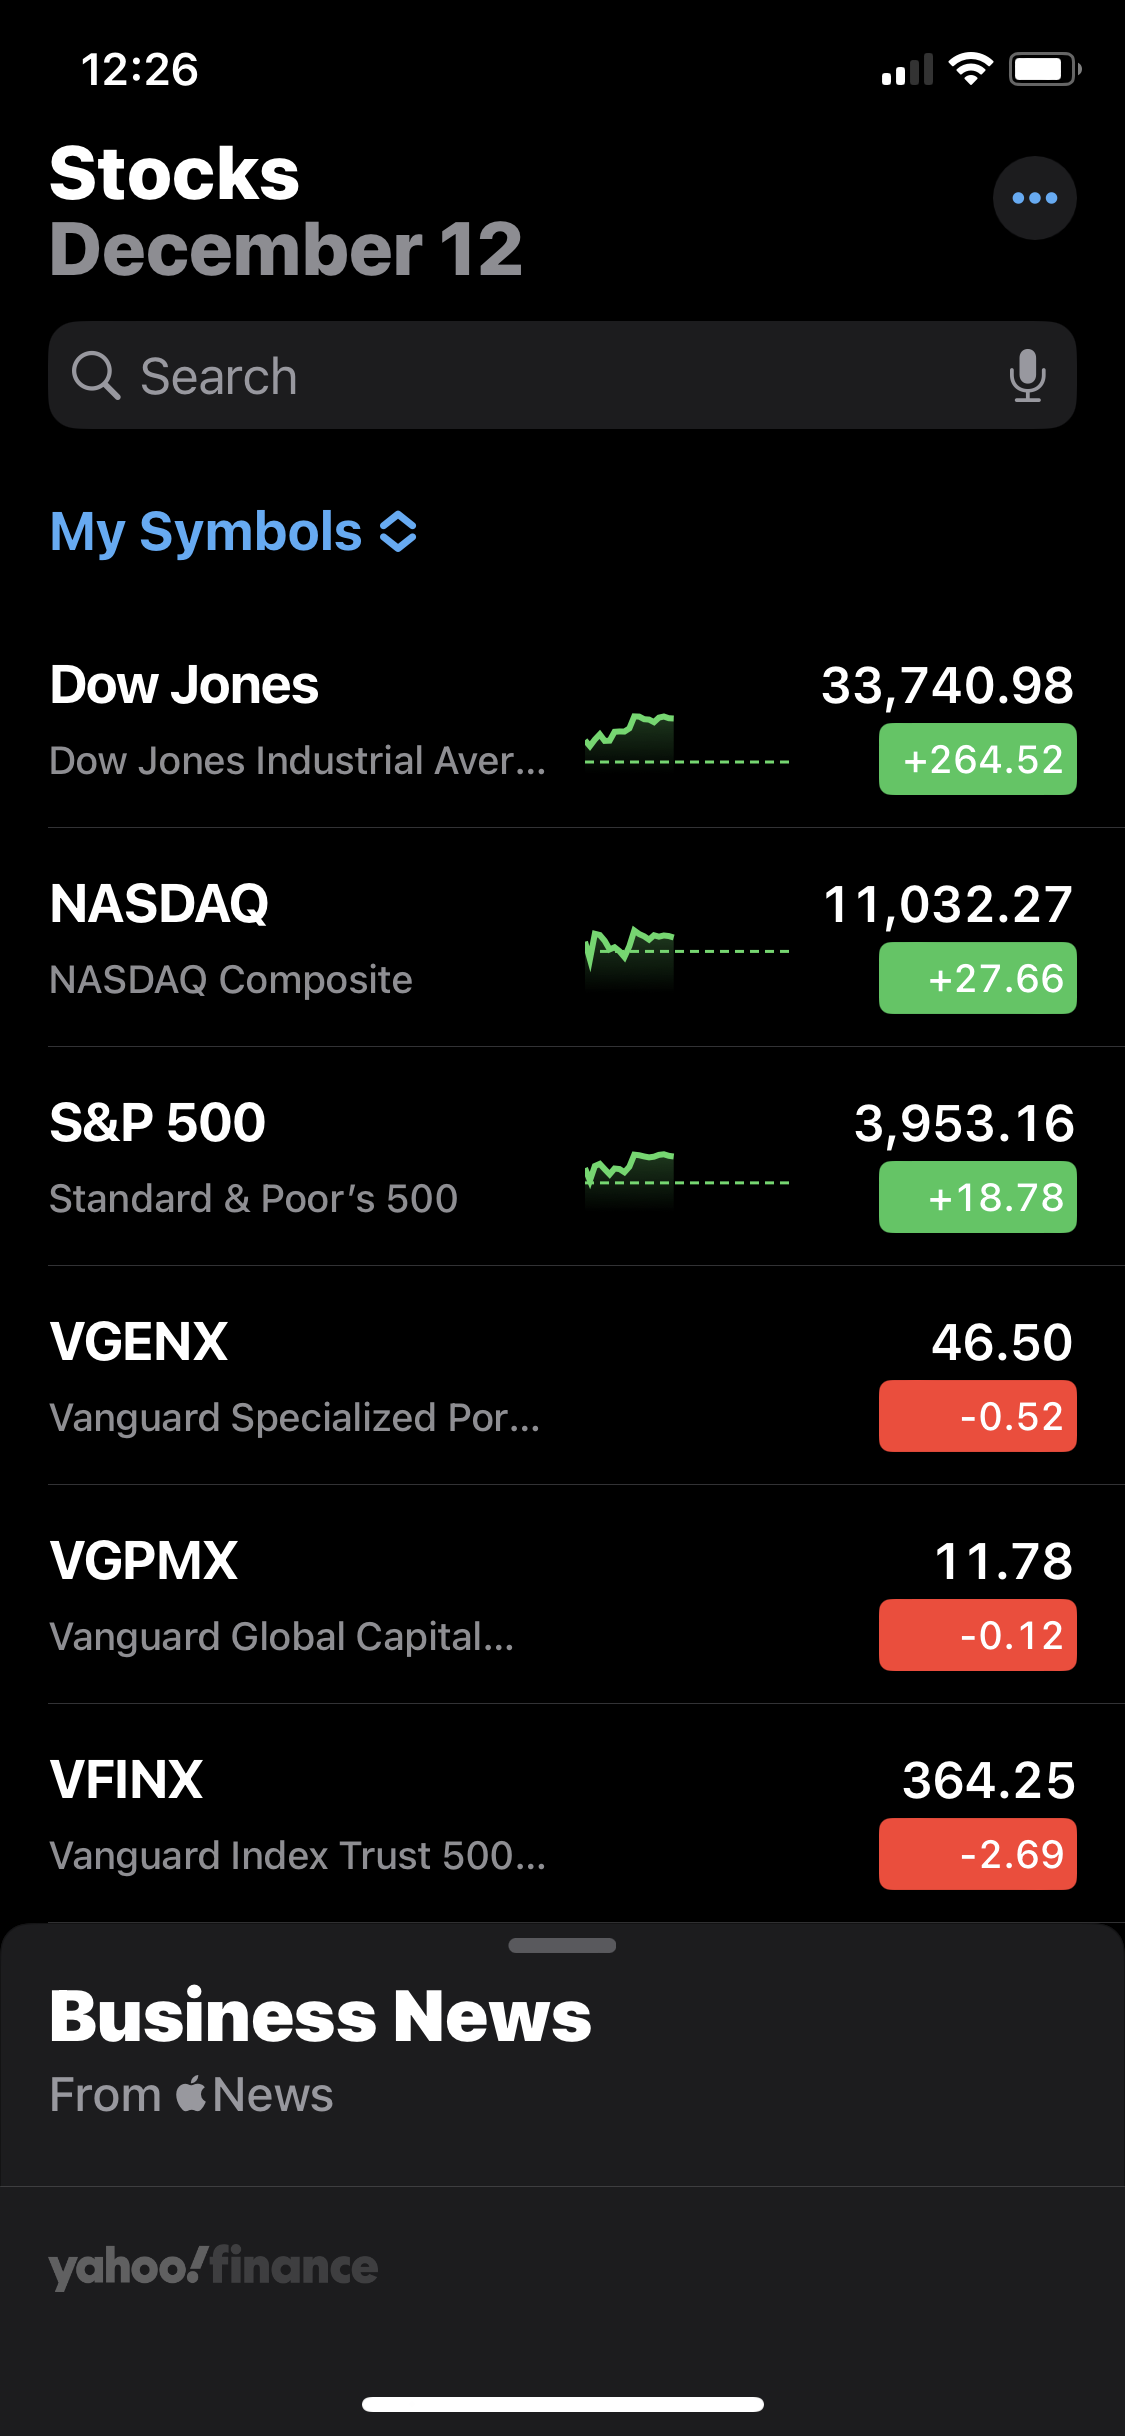 12:26
Stocks
December 12
Search
My Symbols
Dow Jones
33,740.98
Dow Jones Industrial Aver...
+264.52
NASDAQ
11,032.27
NASDAQ Composite
+27.66
S&P 500
3,953.16
Standard & Poor’s 500
+18.78
VGENX
46.50
Vanguard Specialized Por...
-0.52
VGPMX
11.78
Vanguard Global Capital...
-0.12
VFINX
364.25
Vanguard Index Trust 500...
-2.69
Business News
From News
yahoo!finance